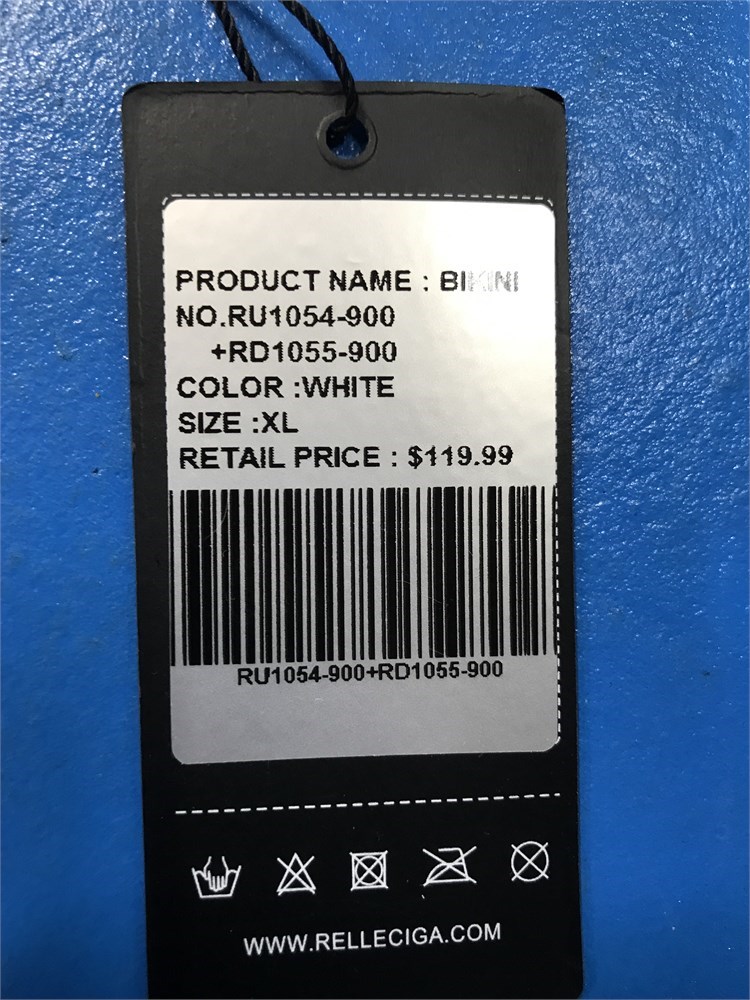 PRODUCT NAME : BIKINI
NO.RU1054-900
+RD1055-900
COLOR :WHITE
SIZE :XL
RETAIL PRICE : $119.99
RU1054-900+RD1055-900
WWW.RELLECIGA.COM